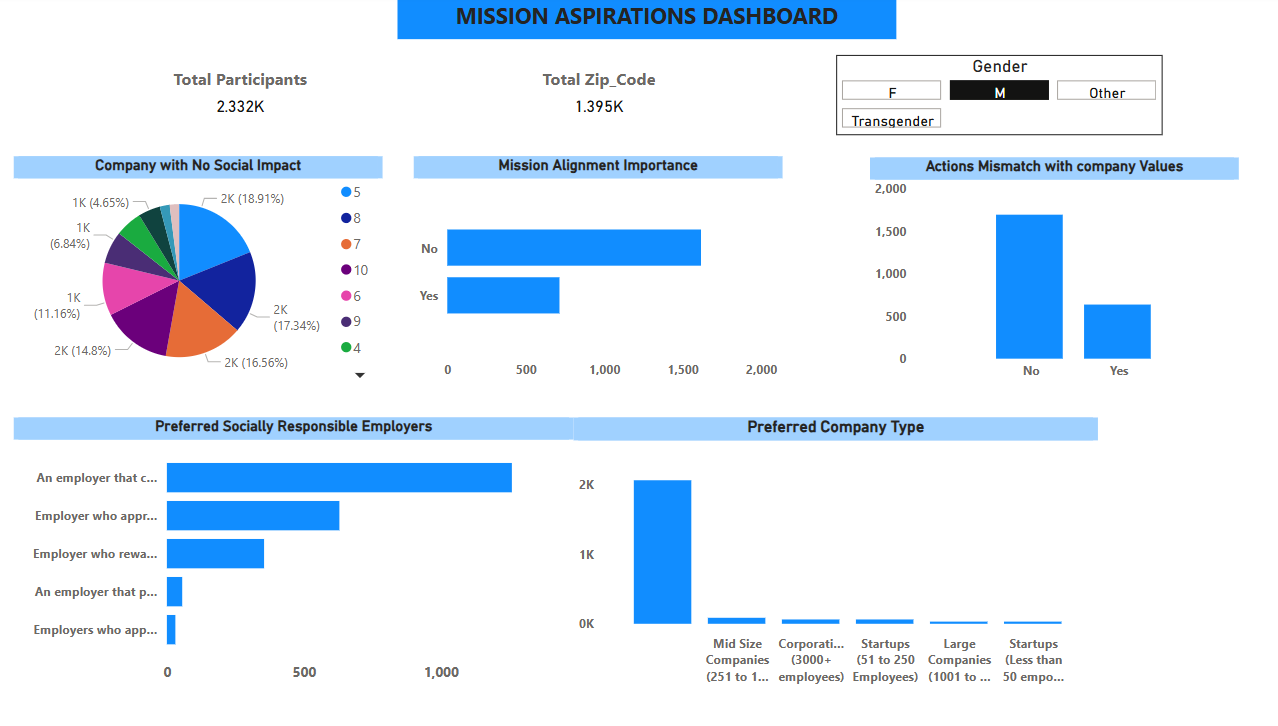 MISSION ASPIRATIONS DASHBOARD
Total Participants
2.332K
Total Zip_Code
1.395K
Gender
F
M
Other
Transgender
Company with No Social Impact
1K (4.65%)
2K (18.91%)
1K
(6.84%)
1K
(11.16%)
2K
(17.34%)
2K (14.8%)
2K (16.56%)
5
8
7
10
6
9
4
Mission Alignment Importance
No
Yes
0 500 1,000 1,500 2,000
Actions Mismatch with company Values
2,000
1,500
1,000
500
0
No Yes
Preferred Socially Responsible Employers
An employer that c...
Employer who appr...
Employer who rewa...
An employer that p...
Employers who app...
0 500 1,000
Preferred Company Type
2K
1K
0K
Mid Size
Companies
(251 to 1...
Corporati...
(3000+
employees)
Startups
(51 to 250
Employees)
Large
Companies
(1001 to ...
Startups
(Less than
50 empo...